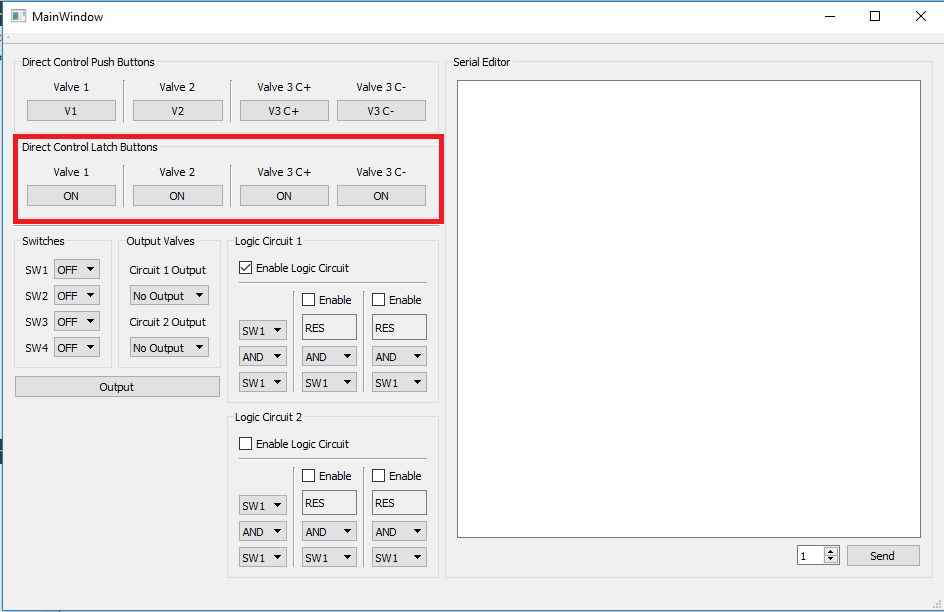 MainWindow
Direct Control Push Buttons
Valve 1 Valve 2 Valve 3 C+ Valve 3 C-
V1 V2 V3 C+ V3 C-
Direct Control Latch Buttons
Valve 1 Valve 2 Valve 3 C+ Valve 3 C-
ON ON ON ON
Switches
SW1 OFF
SW2 OFF
SW3 OFF
SW4 OFF
Output Valves
Circuit 1 Output
No Output
Circuit 2 Output
No Output
Output
Logic Circuit 1
Enable Logic Circuit
Enable Enable
SW1 RES RES
AND AND AND
SW1 SW1 SW1
Logic Circuit 2
Enable Logic Circuit
Enable Enable
SW1 RES RES
AND AND AND
SW1 SW1 SW1
Serial Editor
1 Send